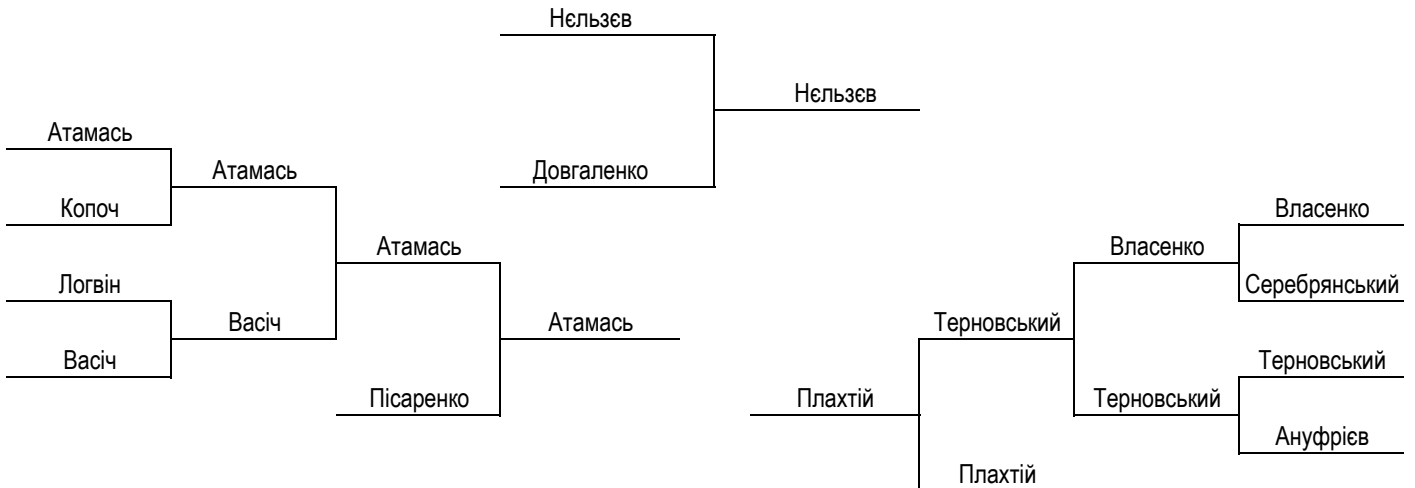 Нєльзєв
Нєльзєв
Атамась
Атамась
Довгаленко
Копоч
Власенко
Атамась
Власенко
Логвін
Серебрянський
Васіч
Атамась
Терновський
Васіч
Терновський
Пісаренко
Плахтій
Терновський
Ануфрієв
Плахтій